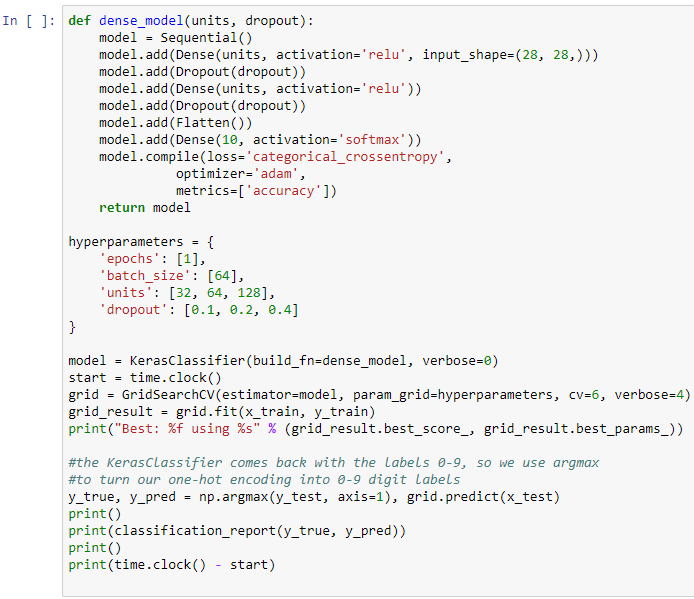 In [ ]: def dense_model(units, dropout):
    model = Sequential()
    model.add(Dense(units, activation='relu', input_shape=(28, 28,)))
    model.add(Dropout(dropout))
    model.add(Dense(units, activation='relu'))
    model.add(Dropout(dropout))
    model.add(Flatten())
    model.add(Dense(10, activation='softmax'))
    model.compile(loss='categorical_crossentropy',
              optimizer='adam',
              metrics=['accuracy'])
    return model

hyperparameters = {
    'epochs': [1],
    'batch_size': [64],
    'units': [32, 64, 128],
    'dropout': [0.1, 0.2, 0.4]
}

model = KerasClassifier(build_fn=dense_model, verbose=0)
start = time.clock()
grid = GridSearchCV(estimator=model, param_grid=hyperparameters, cv=6, verbose=4)
grid_result = grid.fit(x_train, y_train)
print("Best: %f using %s" % (grid_result.best_score_, grid_result.best_params_))

#the KerasClassifier comes back with the labels 0-9, so we use argmax
#to turn our one-hot encoding into 0-9 digit labels
y_true, y_pred = np.argmax(y_test, axis=1), grid.predict(x_test)
print()
print(classification_report(y_true, y_pred))
print()
print(time.clock() - start)